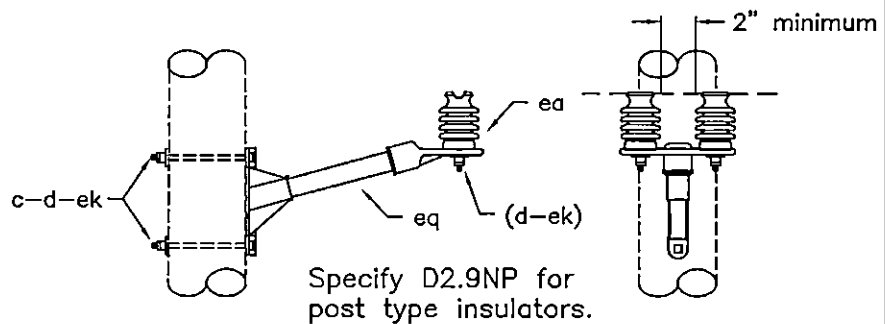 2" minimum
ea
c-d-ek
eq
(d-ek)
Specify D2.9NP for
post type insulators.